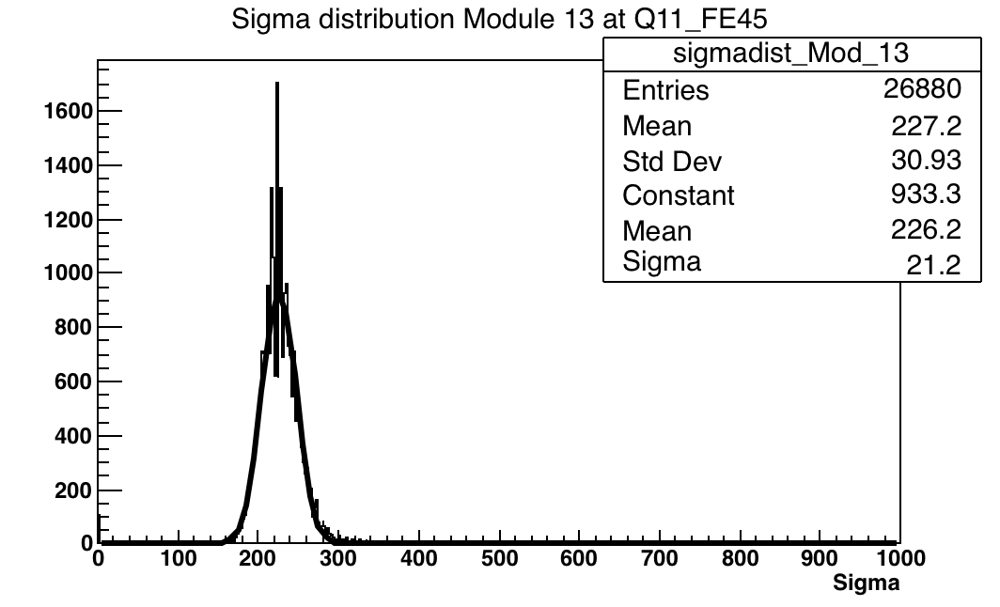 Sigma distribution Module 13 at Q11_FE45
sigmadist_Mod_13
Entries 26880
Mean 227.2
Std Dev 30.93
Constant 933.3
Mean 226.2
Sigma 21.2
1600
1400
1200
1000
800
600
400
200
0
0 100 200 300 400 500 600 700 800 900 1000
Sigma